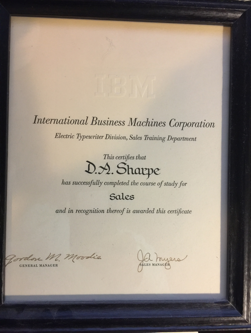 IBM
International Business Machines Corporation
Electric Typewriter Division, Sales Training Department
This certifies that
D.A. Sharpe
has successfully completed the course of study for
Sales
and in recognition thereof is awarded this certificate
Gordon M. Moodie
GENERAL MANAGER
SALES MANAGER